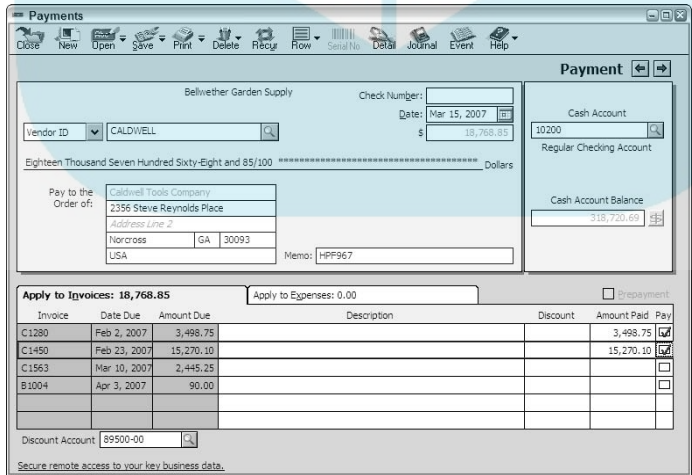 Payments
Close New Open Save Print Delete Recur Row Serial No Detail Journal Event Help
Payment
Bellwether Garden Supply
Check Number:
Date: Mar 15, 2007
Vendor ID CALDWELL $ 18,768.85
Eighteen Thousand Seven Hundred Sixty-Eight and 85/100 **************************************** Dollars
Pay to the Order of:
Caldwell Tools Company
2356 Steve Reynolds Place
Address Line 2
Norcross GA 30093
USA
Memo: HPF967
Cash Account
10200
Regular Checking Account
Cash Account Balance
318,720.69
Apply to Invoices: 18,768.85 Apply to Expenses: 0.00 Prepayment
Invoice Date Due Amount Due Description Discount Amount Paid Pay
C1280 Feb 2, 2007 3,498.75 3,498.75
C1450 Feb 23, 2007 15,270.10 15,270.10
C1563 Mar 10, 2007 2,445.25
B1004 Apr 3, 2007 90.00
Discount Account 89500-00
Secure remote access to your key business data.